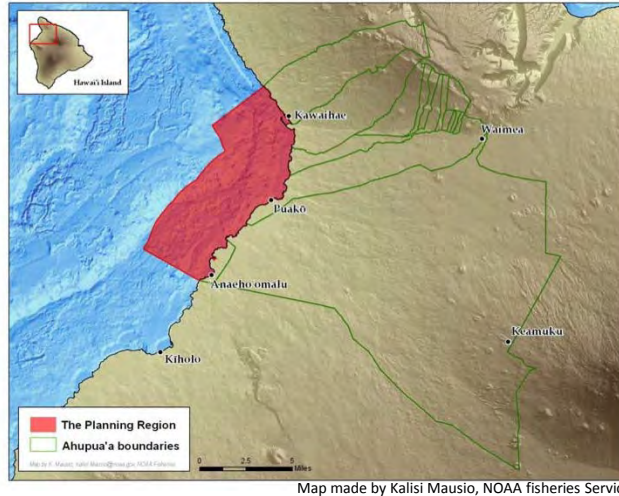 Hawai'i Island
Kawaihae
Waimea
Puakō
Anaeho'omalu
Keamuku
Kiholo
The Planning Region
Ahupua'a boundaries
0 2.5 5
Miles
Map made by Kalisi Mausio, NOAA fisheries Servic